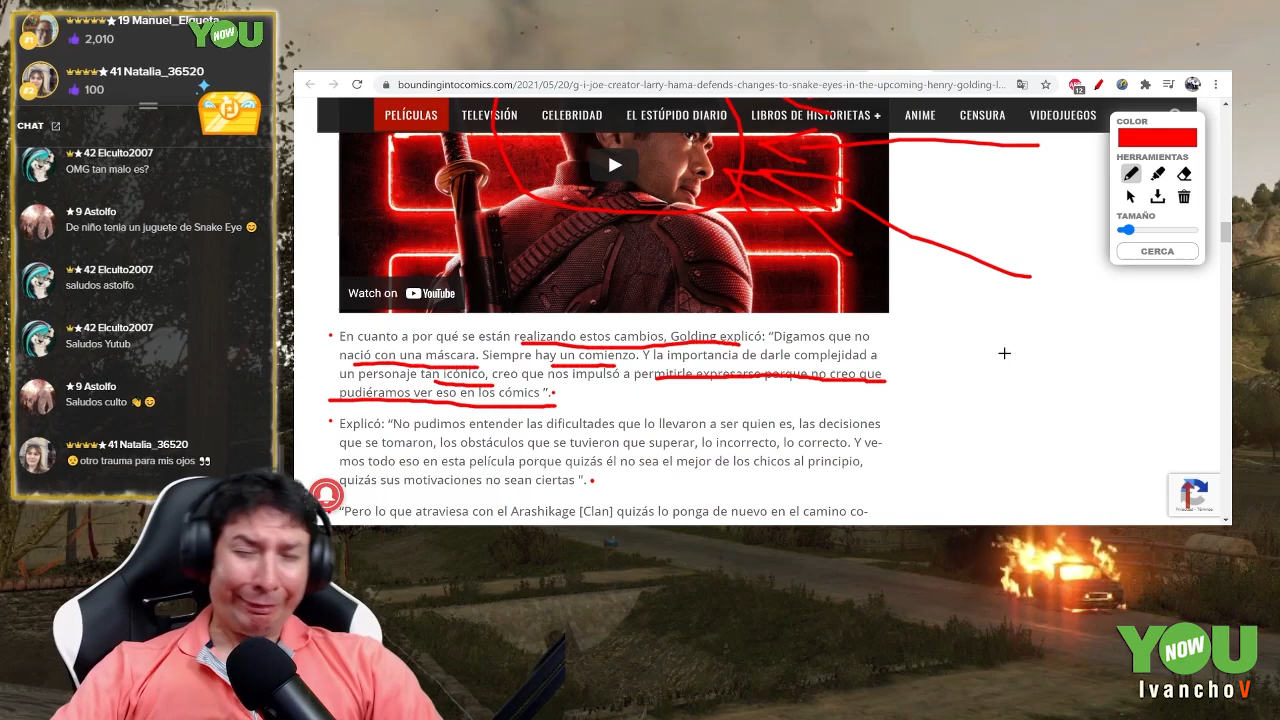 #1
★ 19 Manuel_Elgueta
2,010
YOU
NOW
#2
★ 41 Natalia_36520
100
CHAT
★ 42 Elculto2007
OMG tan malo es?
★ 9 Astolfo
De niño tenia un juguete de Snake Eye 😊
★ 42 Elculto2007
saludos astolfo
★ 42 Elculto2007
Saludos Yutub
★ 9 Astolfo
Saludos culto 👏😊
★ 41 Natalia_36520
😟otro trauma para mis ojos 👀
boundingintocomics.com/2021/05/20/g-i-joe-creator-larry-hama-defends-changes-to-snake-eyes-in-the-upcoming-henry-golding-l...
12
PELÍCULAS TELEVISIÓN CELEBRIDAD EL ESTÚPIDO DIARIO LIBROS DE HISTORIETAS + ANIME CENSURA VIDEOJUEGOS
COLOR
HERRAMIENTAS
TAMAÑO
CERCA
Watch on YouTube
En cuanto a por qué se están realizando estos cambios, Golding explicó: “Digamos que no
nació con una máscara. Siempre hay un comienzo. Y la importancia de darle complejidad a
un personaje tan icónico, creo que nos impulsó a permitirle expresarse porque no creo que
pudiéramos ver eso en los cómics ”.
Explicó: “No pudimos entender las dificultades que lo llevaron a ser quien es, las decisiones
que se tomaron, los obstáculos que se tuvieron que superar, lo incorrecto, lo correcto. Y ve-
mos todo eso en esta película porque quizás él no sea el mejor de los chicos al principio,
quizás sus motivaciones no sean ciertas ”.
“Pero lo que atraviesa con el Arashikage [Clan] quizás lo ponga de nuevo en el camino co-
YOU
NOW
IvanchoV